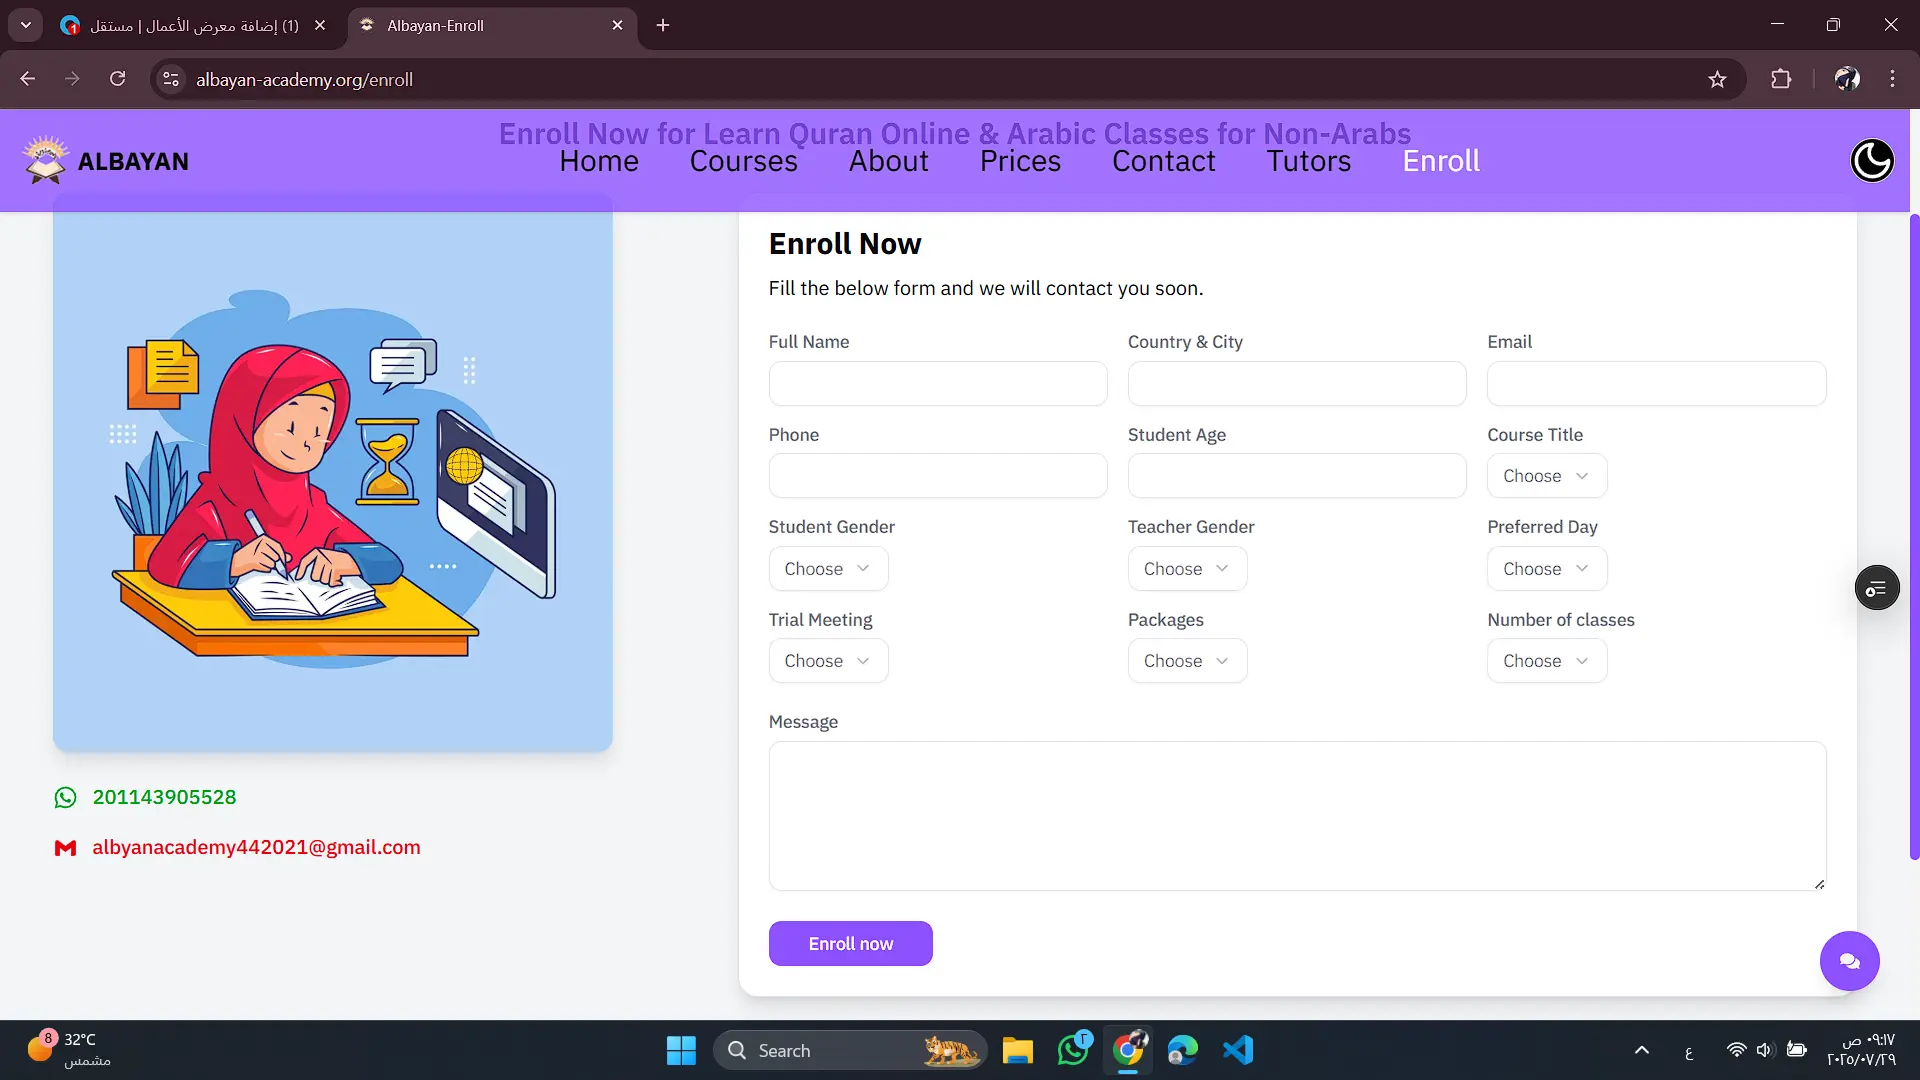 (1) إضافة معرض الأعمال | مستقل
Albayan-Enroll
albayan-academy.org/enroll
Enroll Now for Learn Quran Online & Arabic Classes for Non-Arabs
ALBAYAN
Home
Courses
About
Prices
Contact
Tutors
Enroll
Enroll Now
Fill the below form and we will contact you soon.
Full Name
Country & City
Email
Phone
Student Age
Course Title
Choose
Student Gender
Teacher Gender
Preferred Day
Choose
Choose
Choose
Trial Meeting
Packages
Number of classes
Choose
Choose
Choose
Message
201143905528
albyanacademy442021@gmail.com
Enroll now
8
32°C
مشمس
Search
٢
ع
٠٩:١٧ ص
٢٠٢٥/٠٧/٢٩